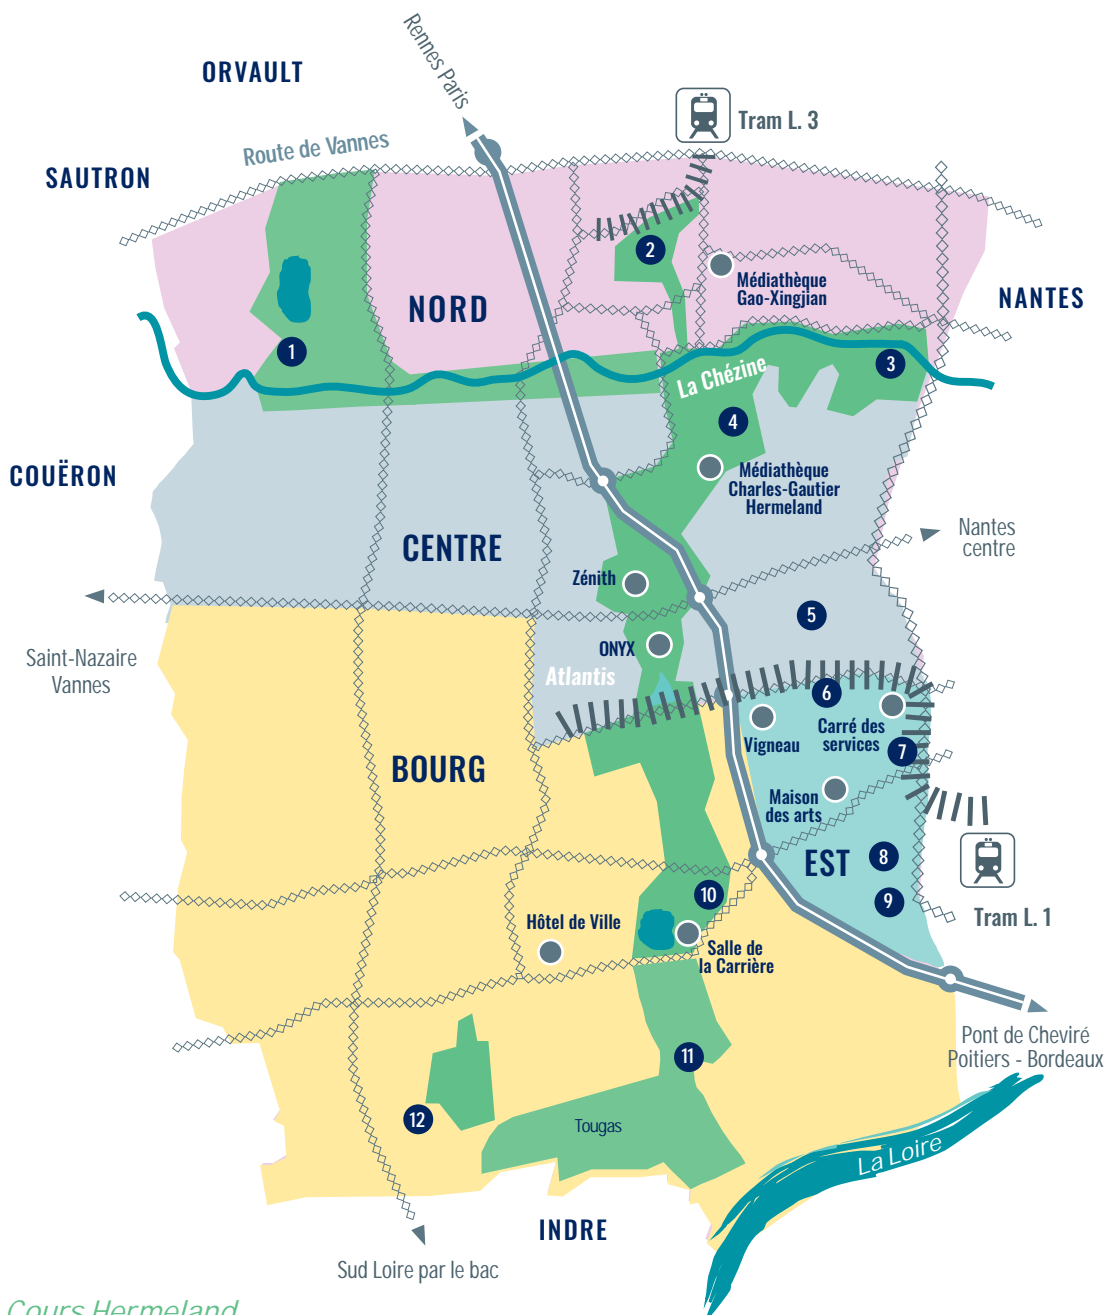 ORVAULT
Rennes Paris
Tram L. 3
Route de Vannes
SAUTRON
2
Médiathèque
Gao-Xingjian
NANTES
NORD
1
La Chézine
3
4
COUËRON
Médiathèque
Charles-Gautier
Hermeland
CENTRE
Nantes
centre
Zénith
5
ONYX
Saint-Nazaire
Vannes
Atlantis
6
Carré des
services
Vigneau
7
BOURG
Maison
des arts
EST
8
9
10
Tram L. 1
Hôtel de Ville
Salle de
la Carrière
Pont de Cheviré
Poitiers - Bordeaux
11
12
Tougas
La Loire
INDRE
Sud Loire par le bac
Cours Hermeland